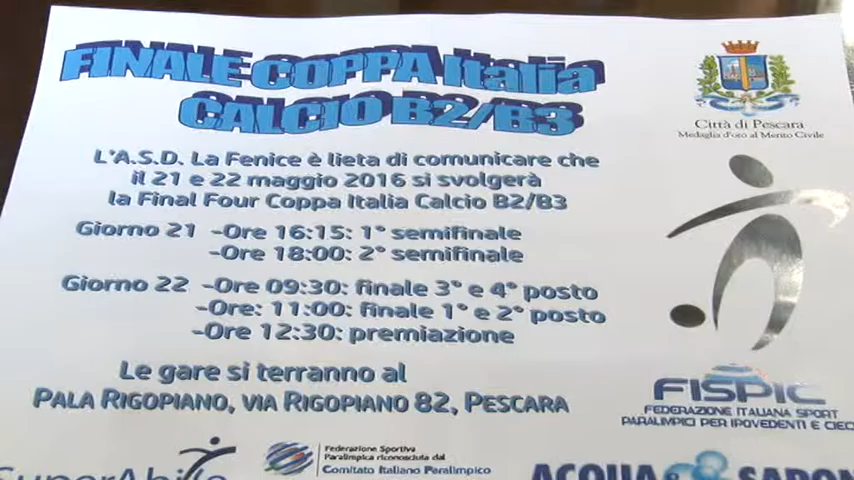 FINALE COPPA Italia
CALCIO B2/B3
Città di Pescara
Medaglia d'oro al Merito Civile
L'A.S.D. La Fenice è lieta di comunicare che
il 21 e 22 maggio 2016 si svolgerà
la Final Four Coppa Italia Calcio B2/B3
Giorno 21 -Ore 16:15: 1° semifinale
-Ore 18:00: 2° semifinale
Giorno 22 -Ore 09:30: finale 3° e 4° posto
-Ore: 11:00: finale 1° e 2° posto
-Ore 12:30: premiazione
Le gare si terranno al
Pala Rigopiano, via Rigopiano 82, Pescara
FISPIC
FEDERAZIONE ITALIANA SPORT
PARALIMPICI PER IPOVEDENTI E CIECI
SuperAbile
Federazione Sportiva
Paralimpica riconosciuta dal
Comitato Italiano Paralimpico
ACQUA & SAPON